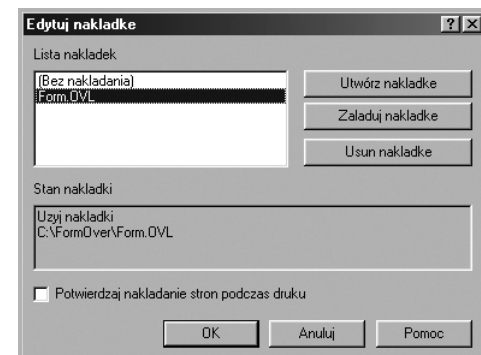 Edytuj nakladke
Lista nakladek
(Bez nakladania)
Form.OVL
Utwórz nakladke
Zaladuj nakladke
Usun nakladke
Stan nakladki
Uzyj nakladki
C:\FormOver\Form.OVL
Potwierdzaj nakladanie stron podczas druku
OK Anuluj Pomoc